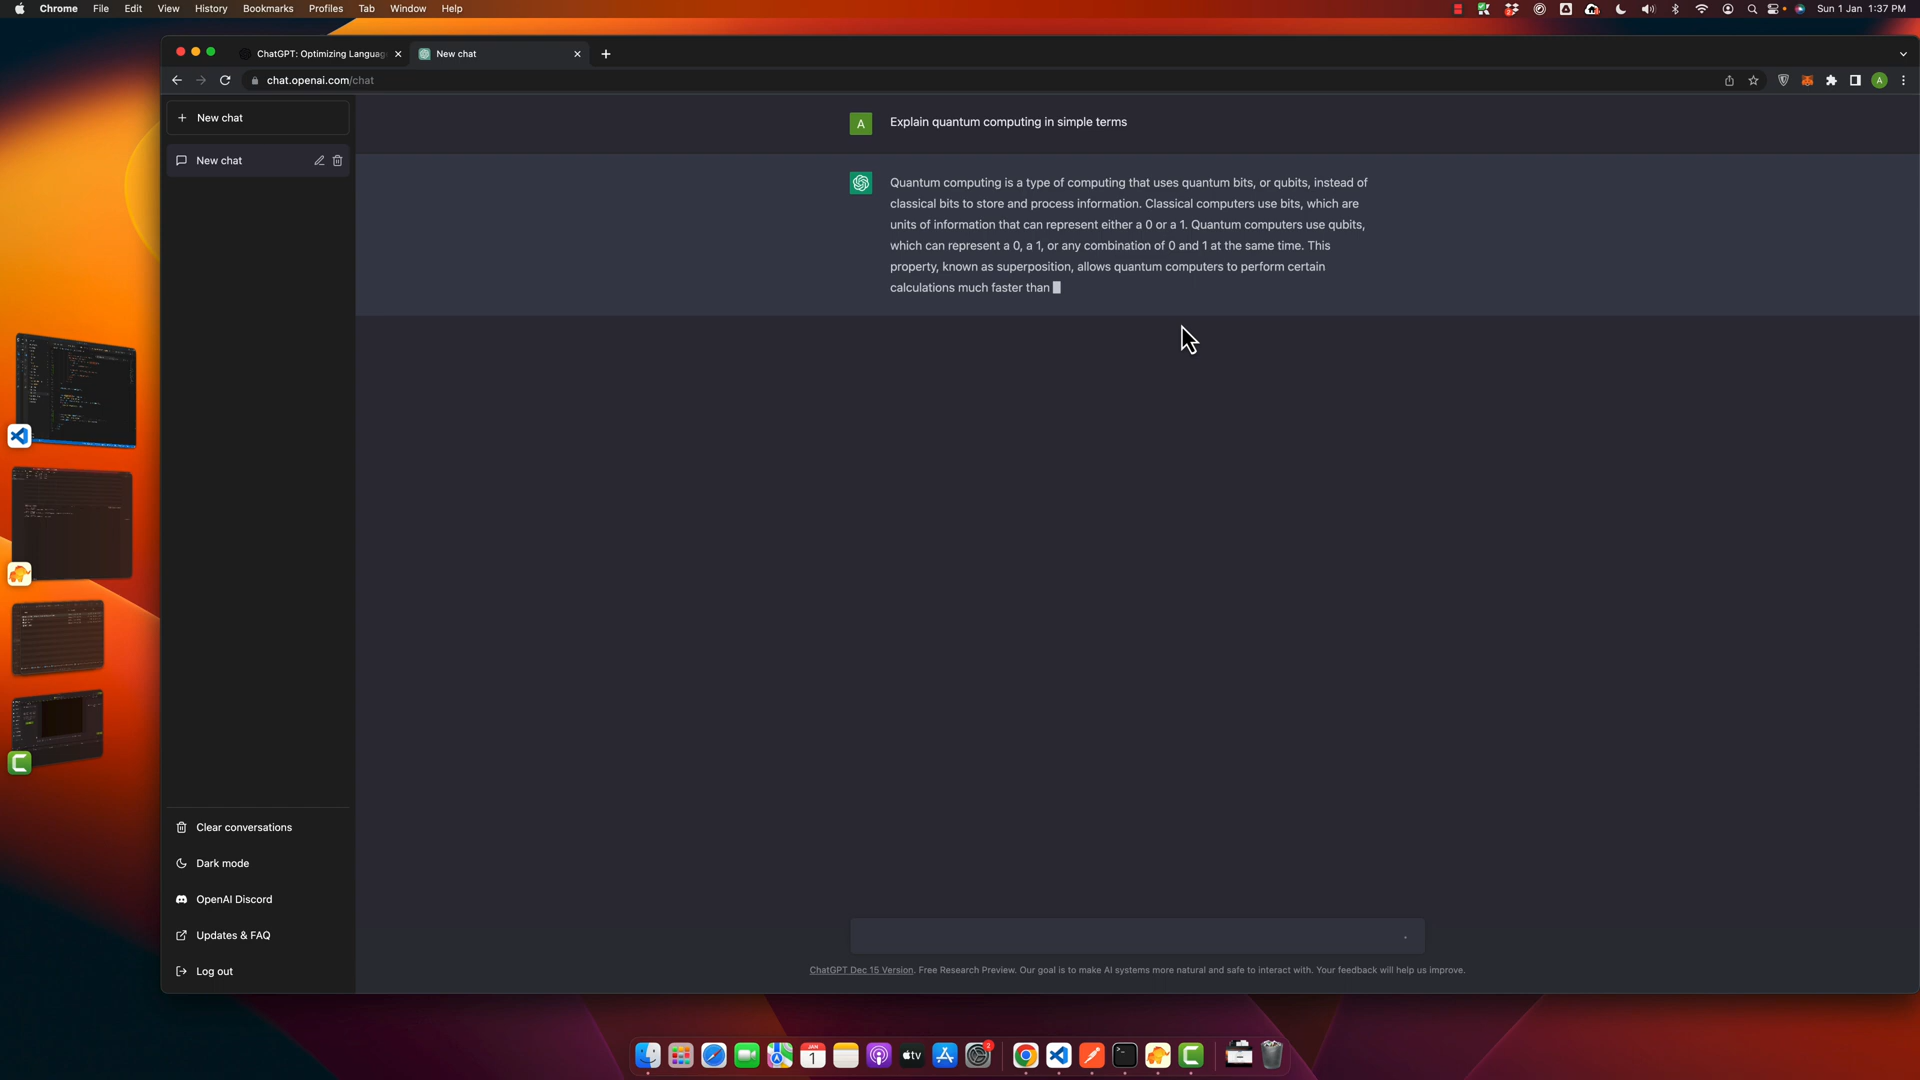 Chrome File Edit View History Bookmarks Profiles Tab Window Help
Sun 1 Jan 1:37 PM
ChatGPT: Optimizing Languag
New chat
chat.openai.com/chat
A
New chat
New chat
A
Explain quantum computing in simple terms
Quantum computing is a type of computing that uses quantum bits, or qubits, instead of
classical bits to store and process information. Classical computers use bits, which are
units of information that can represent either a 0 or a 1. Quantum computers use qubits,
which can represent a 0, a 1, or any combination of 0 and 1 at the same time. This
property, known as superposition, allows quantum computers to perform certain
calculations much faster than
Clear conversations
Dark mode
OpenAI Discord
Updates & FAQ
Log out
ChatGPT Dec 15 Version. Free Research Preview. Our goal is to make AI systems more natural and safe to interact with. Your feedback will help us improve.
JAN
1
tv
2